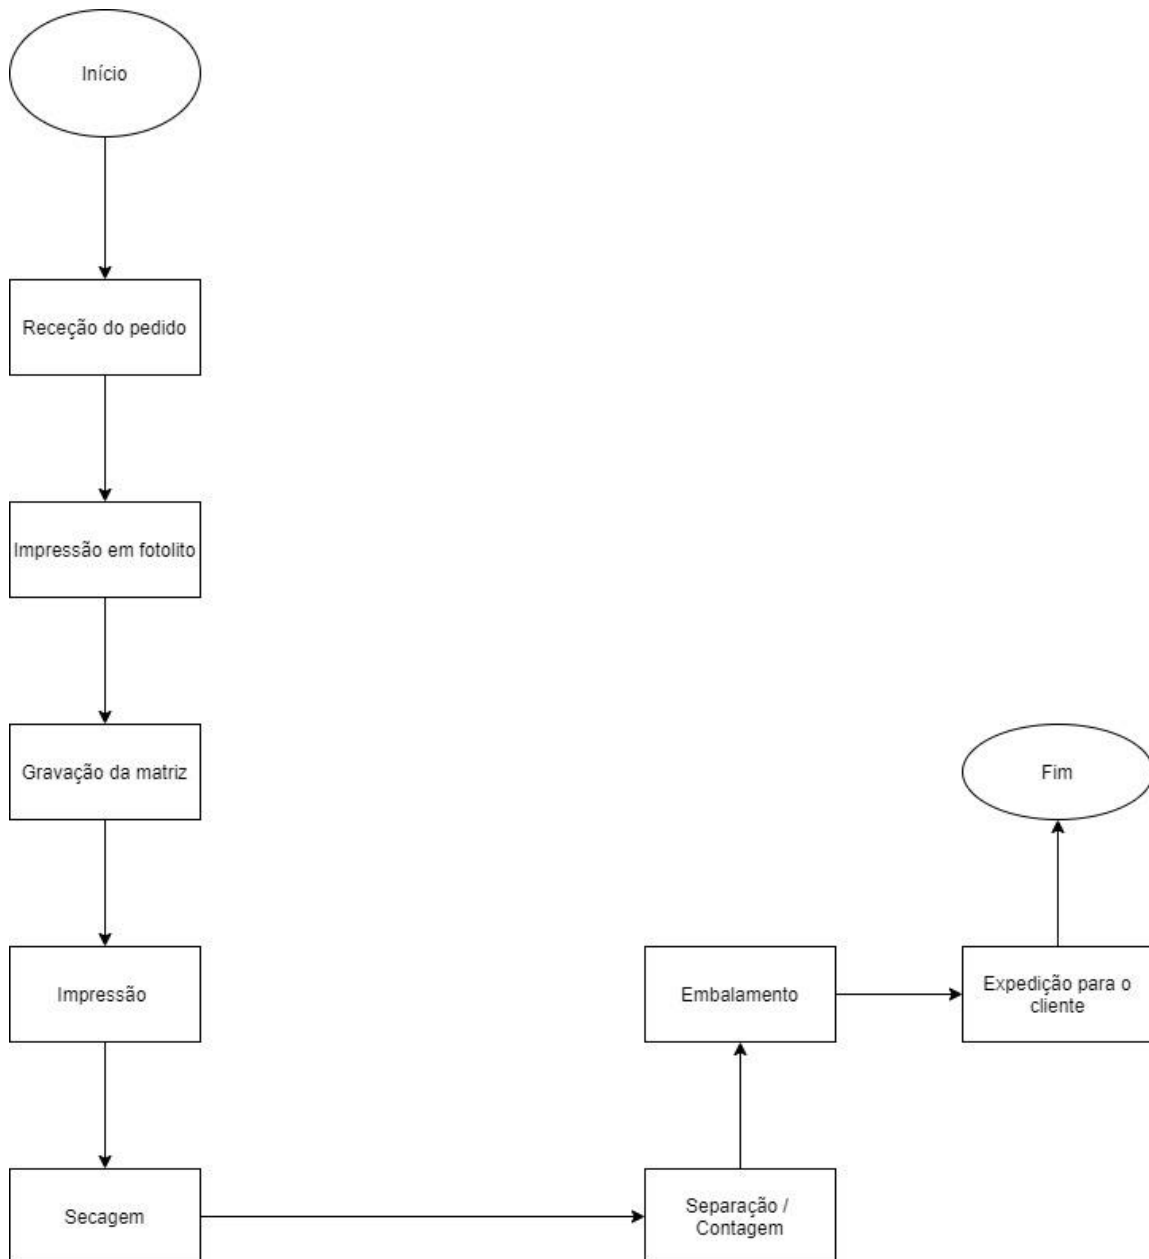 Início
Receção do pedido
Impressão em fotolito
Gravação da matriz
Impressão
Secagem
Separação /
Contagem
Embalamento
Expedição para o
cliente
Fim